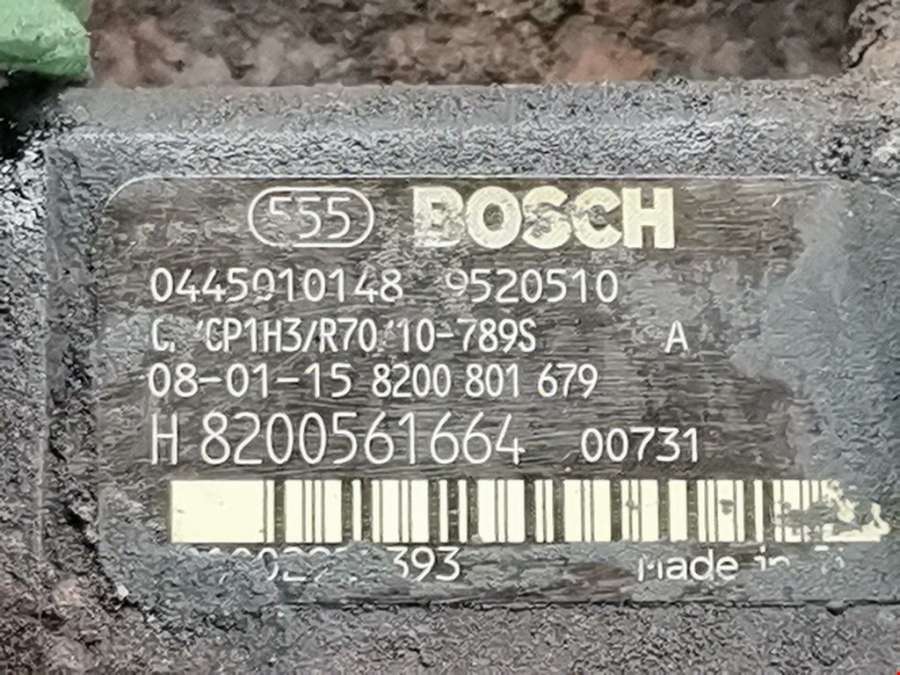 555 BOSCH
0445010148 9520510
CP1H3/R70/10-789S A
08-01-15 8200 801 679
H 8200561664 00731
393 Made in